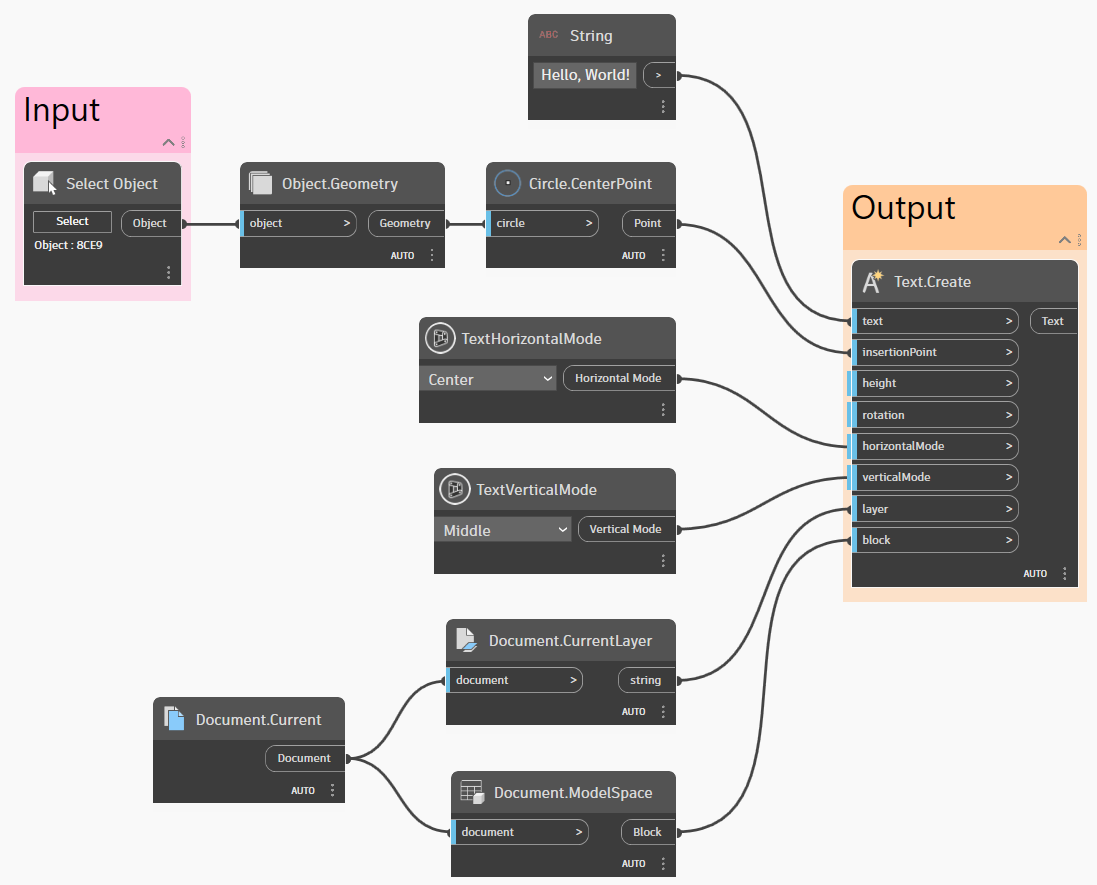 ABC String
Hello, World! >
Input
Select Object
Select Object
Object : 8CE9
Object.Geometry
object > Geometry
AUTO
Circle.CenterPoint
circle > Point
AUTO
TextHorizontalMode
Center Horizontal Mode
TextVerticalMode
Middle Vertical Mode
Document.CurrentLayer
document > string
AUTO
Document.Current
Document
AUTO
Document.ModelSpace
document > Block
AUTO
Output
Text.Create
text > Text
insertionPoint >
height >
rotation >
horizontalMode >
verticalMode >
layer >
block >
AUTO